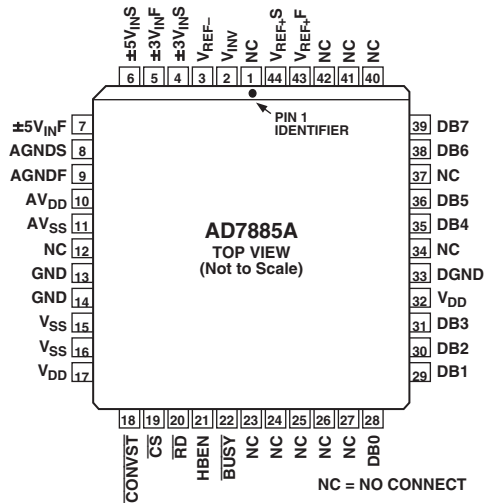 ±5VINS
±3VINF
±3VINS
VREF–
VINV
NC
VREF+S
VREF+F
NC
NC
NC
6 5 4 3 2 1 44 43 42 41 40
PIN 1
IDENTIFIER
±5VINF 7
AGNDS 8
AGNDF 9
AVDD 10
AVSS 11
NC 12
GND 13
GND 14
VSS 15
VSS 16
VDD 17
AD7885A
TOP VIEW
(Not to Scale)
39 DB7
38 DB6
37 NC
36 DB5
35 DB4
34 NC
33 DGND
32 VDD
31 DB3
30 DB2
29 DB1
18 19 20 21 22 23 24 25 26 27 28
CONVST
CS
RD
HBEN
BUSY
NC
NC
NC
NC
NC
DB0
NC = NO CONNECT